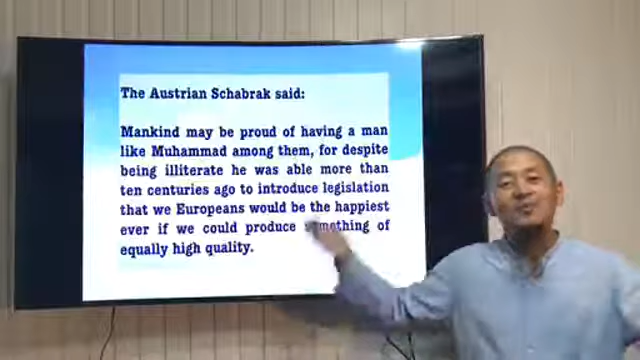 The Austrian Schabrak said:
Mankind may be proud of having a man
like Muhammad among them, for despite
being illiterate he was able more than
ten centuries ago to introduce legislation
that we Europeans would be the happiest
ever if we could produce something of
equally high quality.